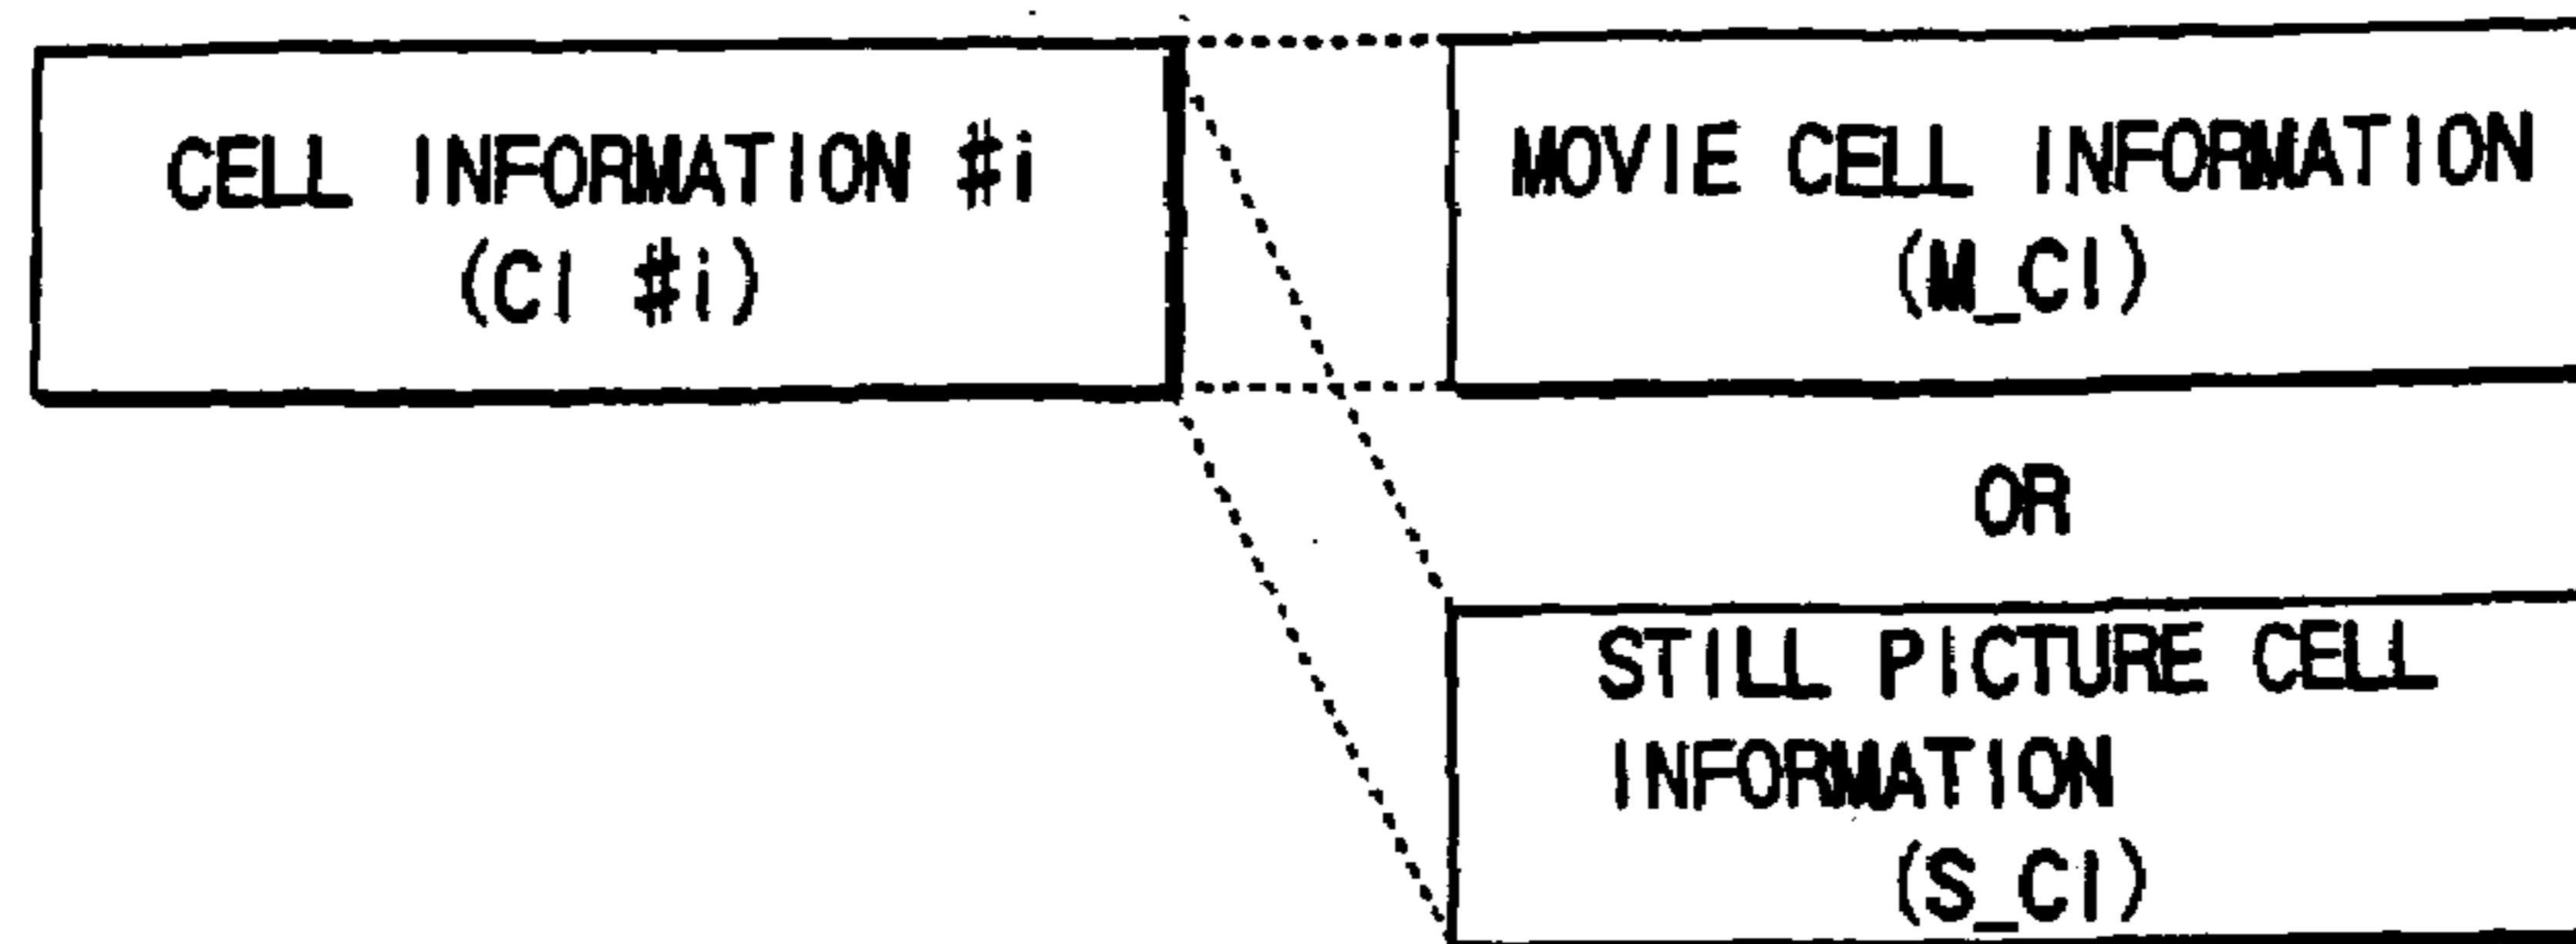 CELL INFORMATION #i
(CI #i)
MOVIE CELL INFORMATION
(M_CI)
OR
STILL PICTURE CELL
INFORMATION
(S_CI)